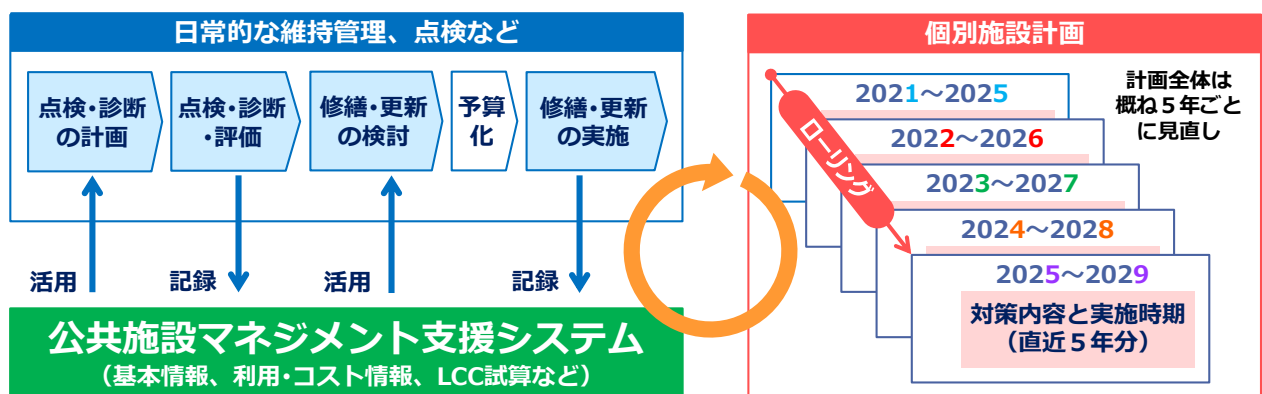 日常的な維持管理、点検など
点検・診断
の計画
点検・診断
・評価
修繕・更新
の検討
予算
化
修繕・更新
の実施
活用
記録
活用
記録
公共施設マネジメント支援システム
（基本情報、利用・コスト情報、LCC試算など）
個別施設計画
計画全体は
概ね５年ごと
に見直し
ローリング
2021～2025
2022～2026
2023～2027
2024～2028
2025～2029
対策内容と実施時期
（直近５年分）